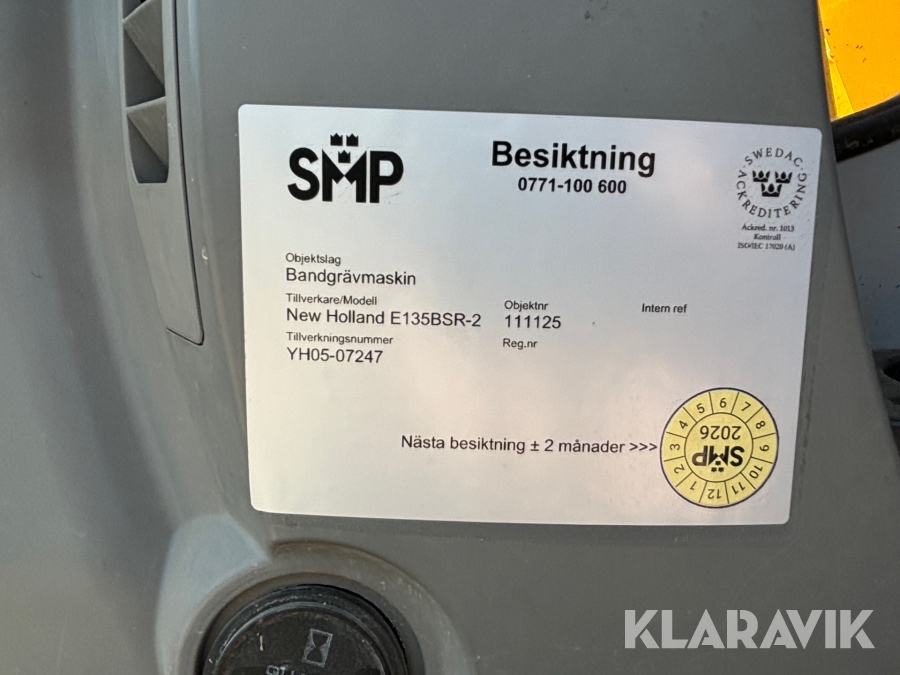 SMP
Besiktning
0771-100 600
SWEDAC
ACKREDITERING
Ackred. nr. 1013
Kontroll
ISO/IEC 17020 (A)
Objektslag
Bandgrävmaskin
Tillverkare/Modell
New Holland E135BSR-2
Objektnr
111125
Intern ref
Tillverkningsnummer
YH05-07247
Reg.nr
Nästa besiktning ± 2 månader >>>
1 2 3 4 5 6 7 8 9 10 11 12
SMP
2026
KLARAVIK